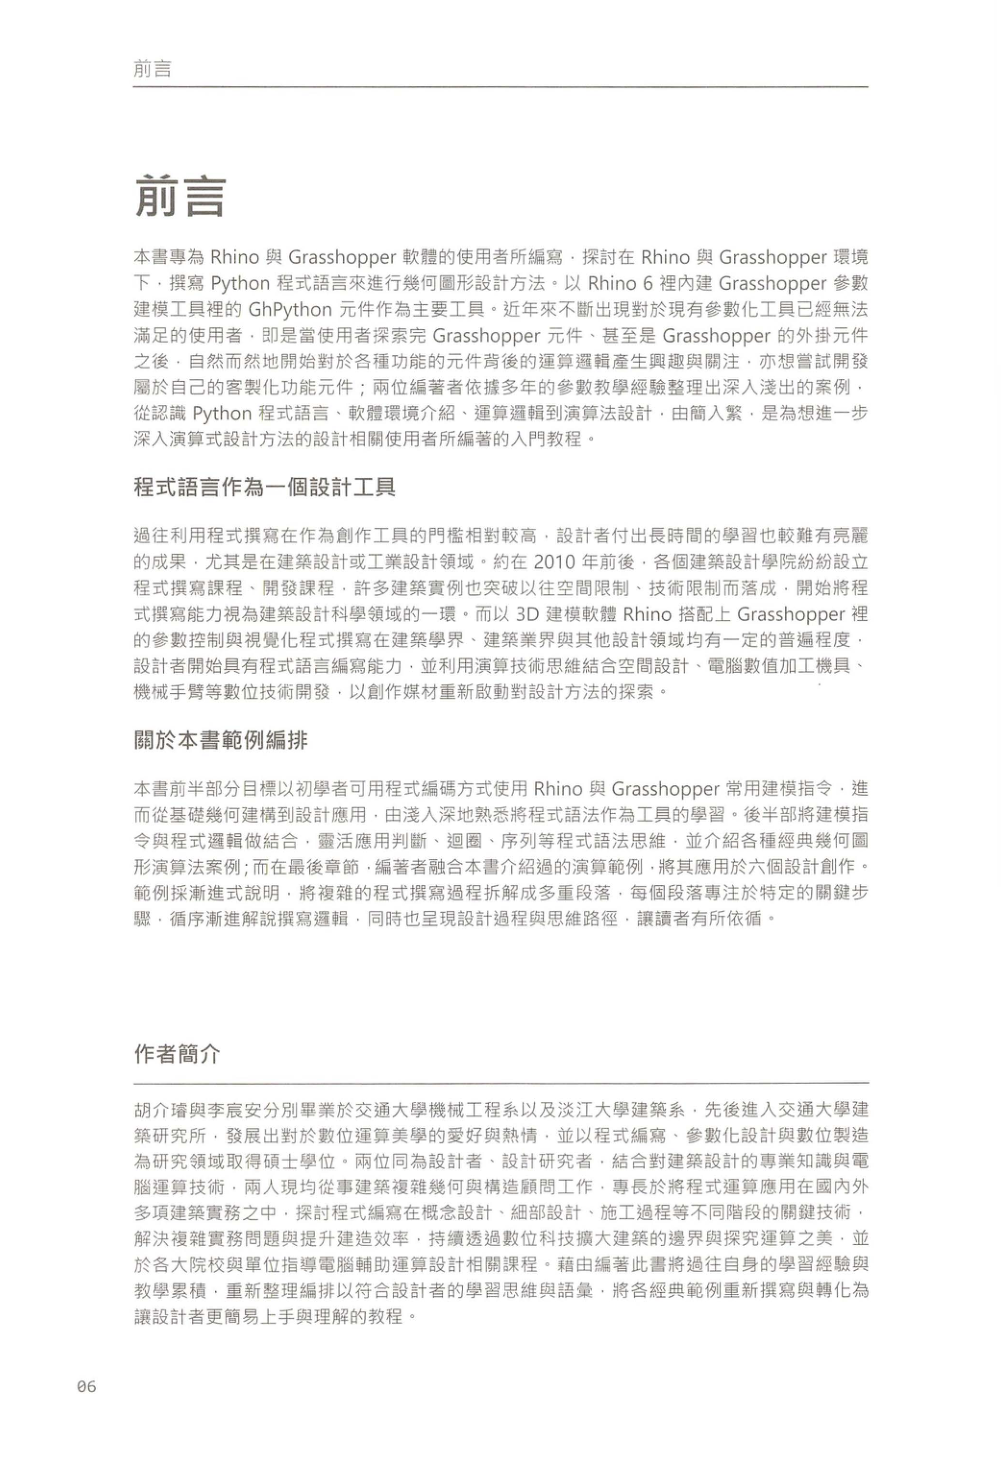 前言
前言
本書專為 Rhino 與 Grasshopper 軟體的使用者所編寫，探討在 Rhino 與 Grasshopper 環境
下，撰寫 Python 程式語言來進行幾何圖形設計方法。以 Rhino 6 裡內建 Grasshopper 參數
建模工具裡的 GhPython 元件作為主要工具。近年來不斷出現對於現有參數化工具已經無法
滿足的使用者，即是當使用者探索完 Grasshopper 元件、甚至是 Grasshopper 的外掛元件
之後，自然而然地開始對於各種功能的元件背後的運算邏輯產生興趣與關注，亦想嘗試開發
屬於自己的客製化功能元件；兩位編著者依據多年的參數教學經驗整理出深入淺出的案例，
從認識 Python 程式語言、軟體環境介紹、運算邏輯到演算法設計，由簡入繁，是為想進一步
深入演算式設計方法的設計相關使用者所編著的入門教程。
程式語言作為一個設計工具
過往利用程式撰寫在作為創作工具的門檻相對較高，設計者付出長時間的學習也較難有亮麗
的成果，尤其是在建築設計或工業設計領域。約在 2010 年前後，各個建築設計學院紛紛設立
程式撰寫課程、開發課程，許多建築實例也突破以往空間限制、技術限制而落成，開始將程
式撰寫能力視為建築設計科學領域的一環。而以 3D 建模軟體 Rhino 搭配上 Grasshopper 裡
的參數控制與視覺化程式撰寫在建築學界、建築業界與其他設計領域均有一定的普遍程度，
設計者開始具有程式語言編寫能力，並利用演算技術思維結合空間設計、電腦數值加工機具、
機械手臂等數位技術開發，以創作媒材重新啟動對設計方法的探索。
關於本書範例編排
本書前半部分目標以初學者可用程式編碼方式使用 Rhino 與 Grasshopper 常用建模指令，進
而從基礎幾何建構到設計應用，由淺入深地熟悉將程式語法作為工具的學習。後半部將建模指
令與程式邏輯做結合，靈活應用判斷、迴圈、序列等程式語法思維，並介紹各種經典幾何圖
形演算法案例；而在最後章節，編著者融合本書介紹過的演算範例，將其應用於六個設計創作。
範例採漸進式說明，將複雜的程式撰寫過程拆解成多重段落，每個段落專注於特定的關鍵步
驟，循序漸進解說撰寫邏輯，同時也呈現設計過程與思維路徑，讓讀者有所依循。
作者簡介
胡介璿與李宸安分別畢業於交通大學機械工程系以及淡江大學建築系，先後進入交通大學建
築研究所，發展出對於數位運算美學的愛好與熱情，並以程式編寫、參數化設計與數位製造
為研究領域取得碩士學位。兩位同為設計者、設計研究者，結合對建築設計的專業知識與電
腦運算技術，兩人現均從事建築複雜幾何與構造顧問工作，專長於將程式運算應用在國內外
多項建築實務之中，探討程式編寫在概念設計、細部設計、施工過程等不同階段的關鍵技術，
解決複雜實務問題與提升建造效率，持續透過數位科技擴大建築的邊界與探究運算之美，並
於各大院校與單位指導電腦輔助運算設計相關課程。藉由編著此書將過往自身的學習經驗與
教學累積，重新整理編排以符合設計者的學習思維與語彙，將各經典範例重新撰寫與轉化為
讓設計者更簡易上手與理解的教程。
06